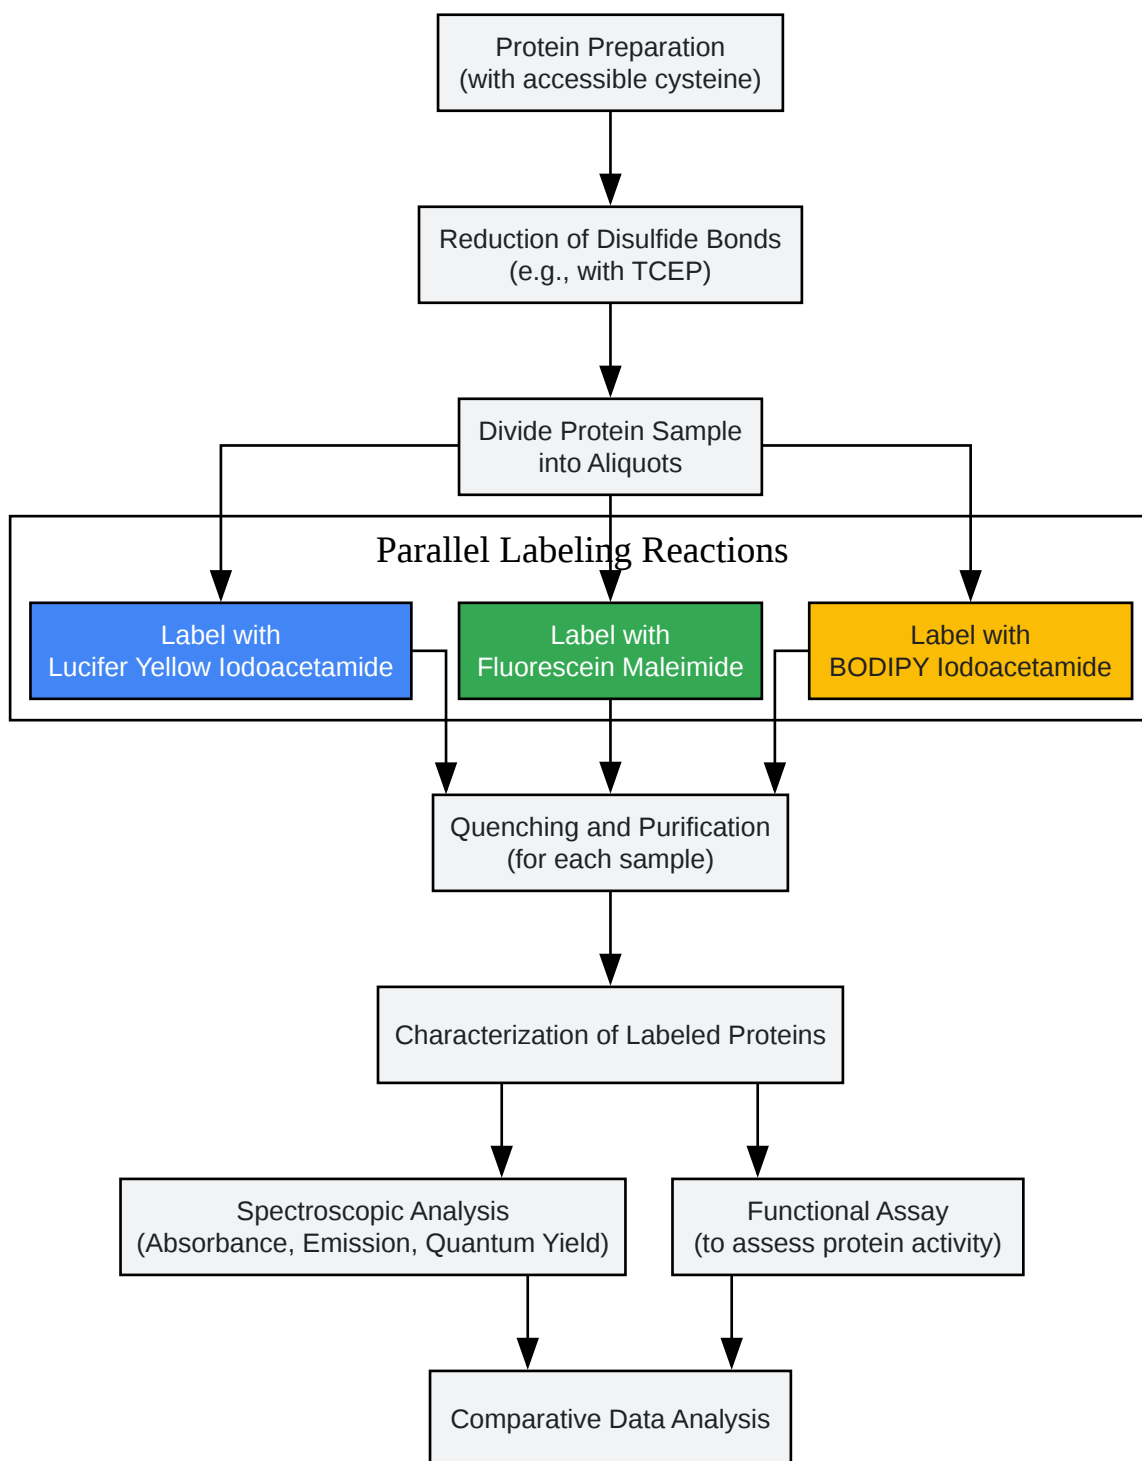 Protein Preparation
(with accessible cysteine)
Reduction of Disulfide Bonds
(e.g., with TCEP)
Divide Protein Sample
into Aliquots
Parallel Labeling Reactions
Label with
Lucifer Yellow Iodoacetamide
Label with
Fluorescein Maleimide
Label with
BODIPY Iodoacetamide
Quenching and Purification
(for each sample)
Characterization of Labeled Proteins
Spectroscopic Analysis
(Absorbance, Emission, Quantum Yield)
Functional Assay
(to assess protein activity)
Comparative Data Analysis